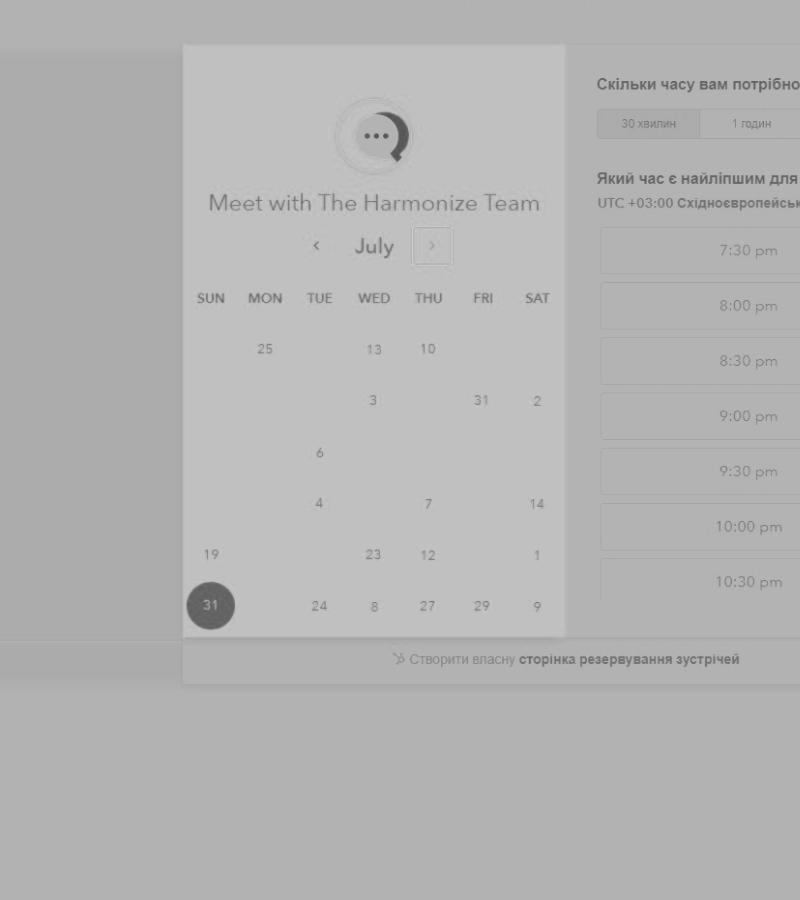 Скільки часу вам потрібно
30 хвилин 1 годин
Meet with The Harmonize Team
Який час є найліпшим для
UTC +03:00 Східноєвропейськ
July
SUN MON TUE WED THU FRI SAT
25 13 10
3 31 2
6
4 7 14
19 23 12 1
31 24 8 27 29 9
7:30 pm
8:00 pm
8:30 pm
9:00 pm
9:30 pm
10:00 pm
10:30 pm
Створити власну сторінка резервування зустрічей